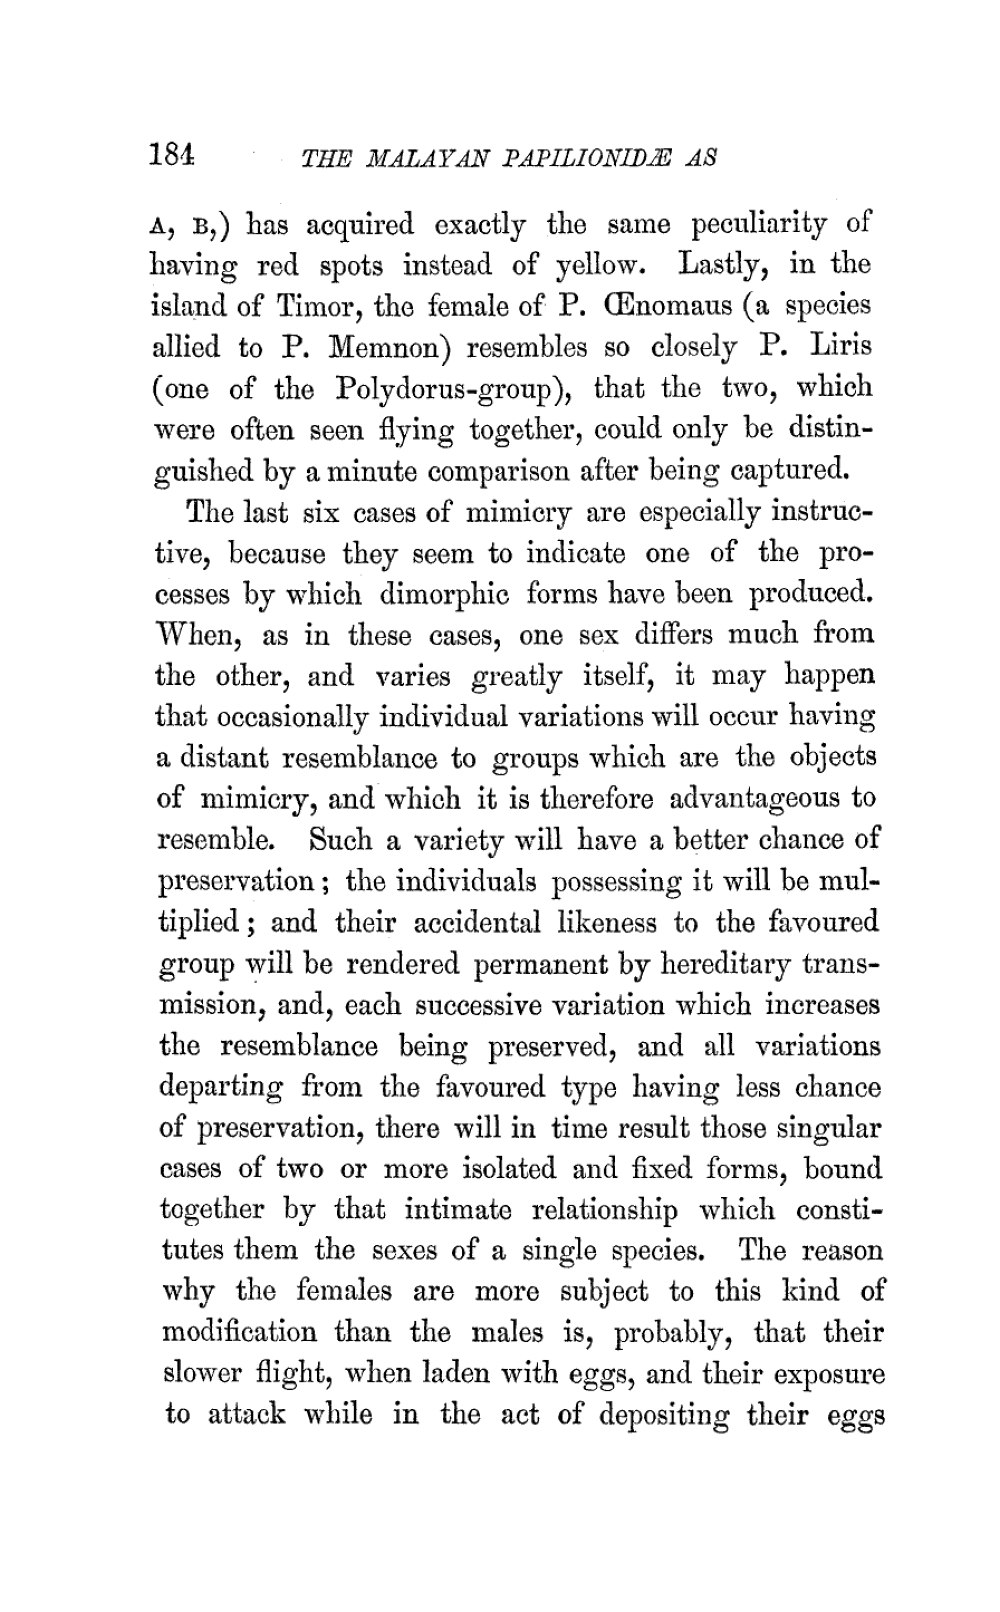 184 THE MALAYAN PAPILIONIDÆ AS
A, B,) has acquired exactly the same peculiarity of
having red spots instead of yellow. Lastly, in the
island of Timor, the female of P. Œnomaus (a species
allied to P. Memnon) resembles so closely P. Liris
(one of the Polydorus-group), that the two, which
were often seen flying together, could only be distin-
guished by a minute comparison after being captured.
The last six cases of mimicry are especially instruc-
tive, because they seem to indicate one of the pro-
cesses by which dimorphic forms have been produced.
When, as in these cases, one sex differs much from
the other, and varies greatly itself, it may happen
that occasionally individual variations will occur having
a distant resemblance to groups which are the objects
of mimicry, and which it is therefore advantageous to
resemble. Such a variety will have a better chance of
preservation; the individuals possessing it will be mul-
tiplied; and their accidental likeness to the favoured
group will be rendered permanent by hereditary trans-
mission, and, each successive variation which increases
the resemblance being preserved, and all variations
departing from the favoured type having less chance
of preservation, there will in time result those singular
cases of two or more isolated and fixed forms, bound
together by that intimate relationship which consti-
tutes them the sexes of a single species. The reason
why the females are more subject to this kind of
modification than the males is, probably, that their
slower flight, when laden with eggs, and their exposure
to attack while in the act of depositing their eggs